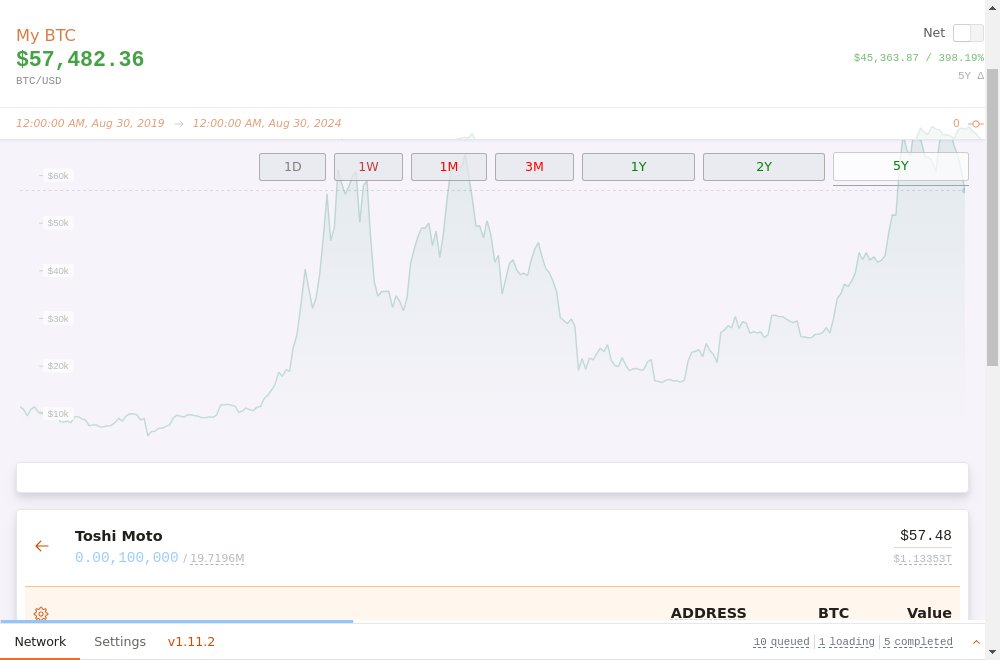 My BTC
Net
$57,482.36
$45,363.87 / 398.19%
BTC/USD
5Y Δ
12:00:00 AM, Aug 30, 2019 → 12:00:00 AM, Aug 30, 2024
0
1D 1W 1M 3M 1Y 2Y 5Y
$60k
$50k
$40k
$30k
$20k
$10k
Toshi Moto
$57.48
0.00,100,000 / 19.7196M
$1.13353T
ADDRESS BTC Value
Network Settings v1.11.2
10 queued 1 loading 5 completed